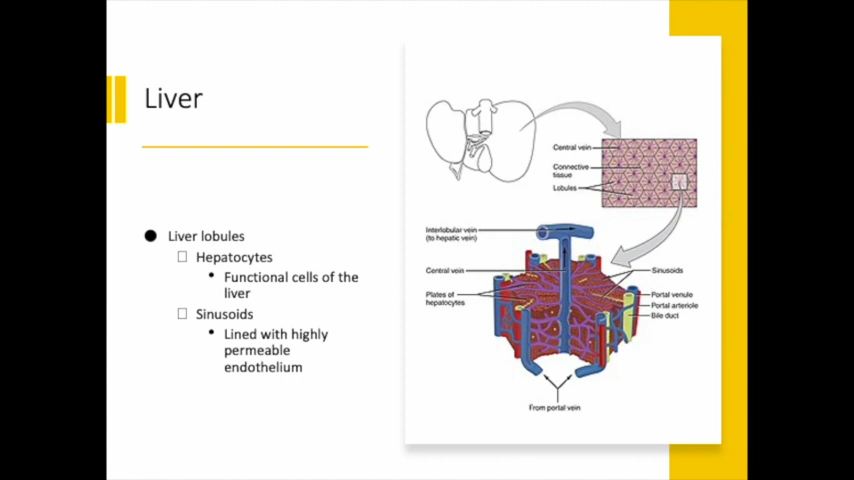 Liver
● Liver lobules
□ Hepatocytes
• Functional cells of the
liver
□ Sinusoids
• Lined with highly
permeable
endothelium
Central vein
Connective
tissue
Lobules
Interlobular vein
(to hepatic vein)
Central vein
Plates of
hepatocytes
Sinusoids
Portal venule
Portal arteriole
Bile duct
From portal vein